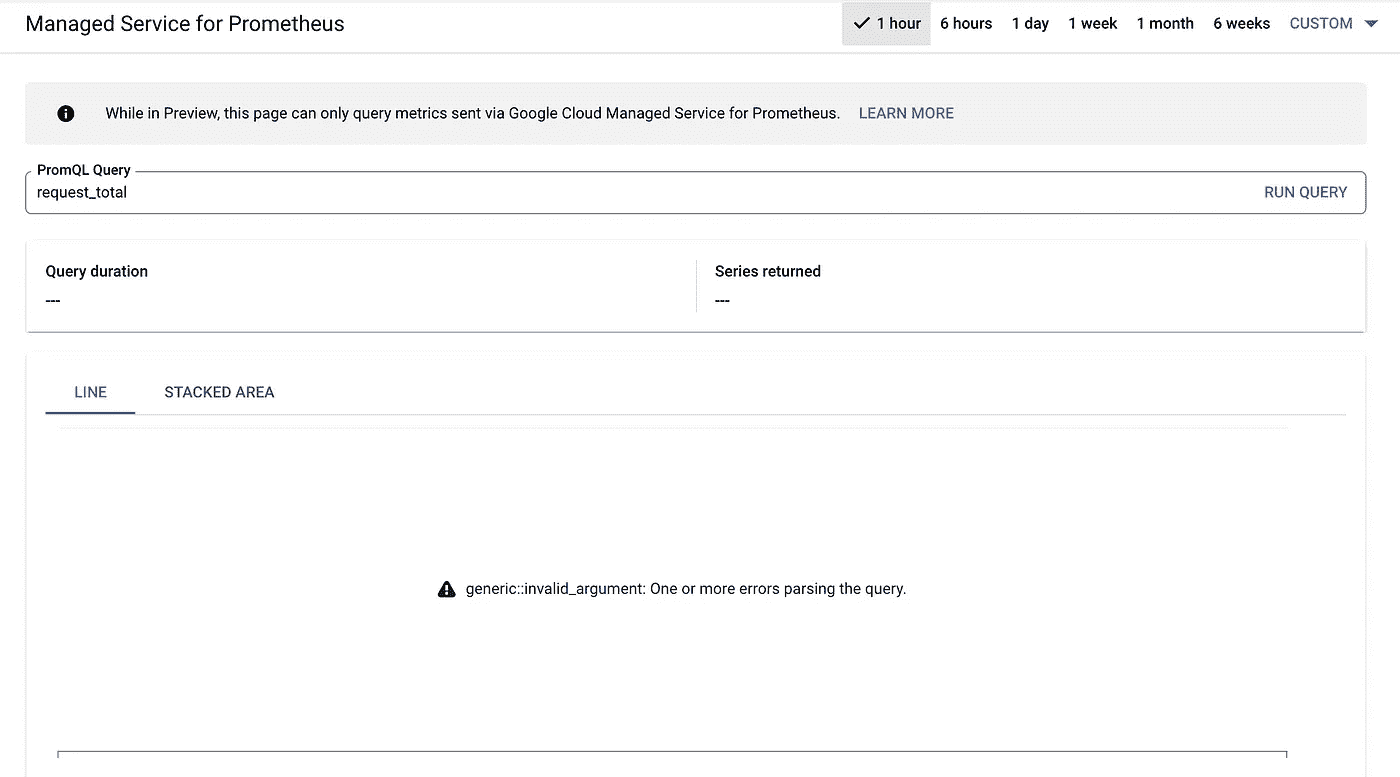 Managed Service for Prometheus
1 hour 6 hours 1 day 1 week 1 month 6 weeks CUSTOM
While in Preview, this page can only query metrics sent via Google Cloud Managed Service for Prometheus. LEARN MORE
PromQL Query
request_total RUN QUERY
Query duration Series returned
--- ---
LINE STACKED AREA
generic::invalid_argument: One or more errors parsing the query.